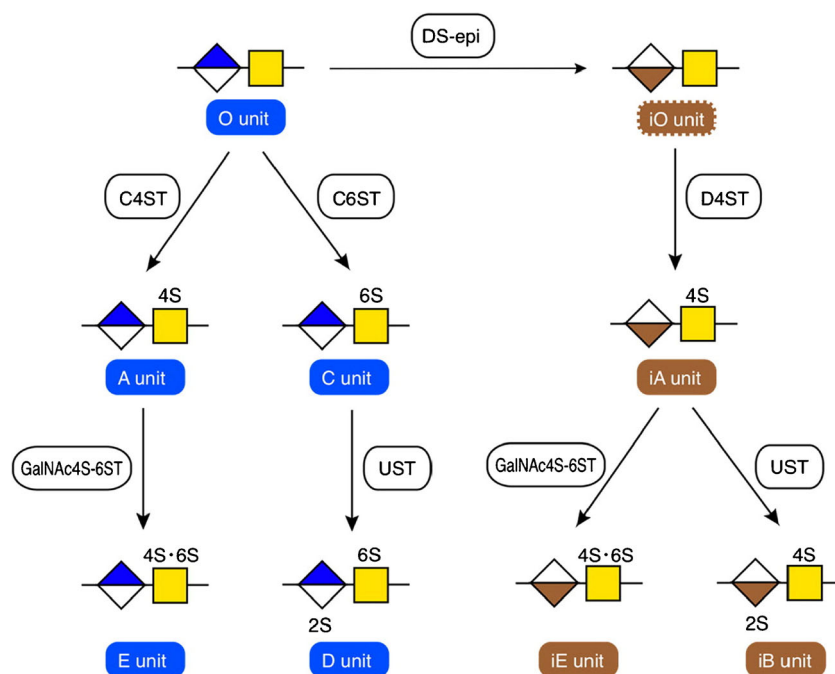 DS-epi
O unit
iO unit
C4ST
C6ST
D4ST
4S
6S
4S
A unit
C unit
iA unit
GalNAc4S-6ST
UST
GalNAc4S-6ST
UST
4S·6S
6S
4S·6S
4S
2S
2S
E unit
D unit
iE unit
iB unit